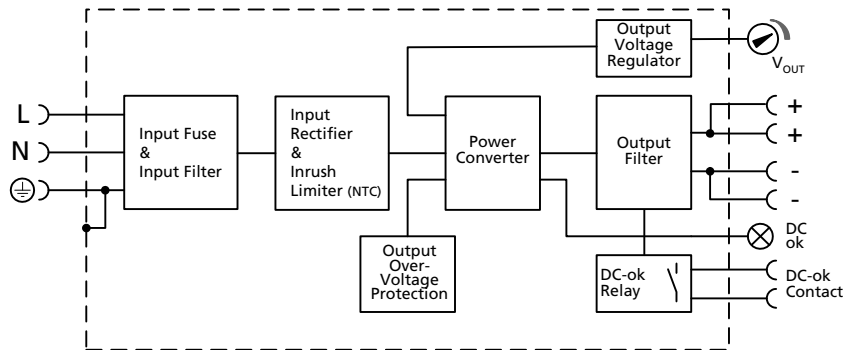 Output
Voltage
Regulator
V_OUT
L
N
Input Fuse
&
Input Filter
Input
Rectifier
&
Inrush
Limiter (NTC)
Power
Converter
Output
Filter
+
+
-
-
Output
Over-
Voltage
Protection
DC-ok
Relay
DC
ok
DC-ok
Contact